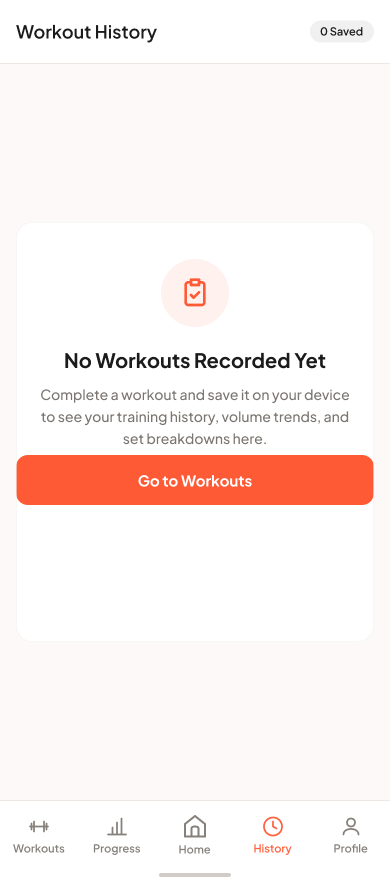 Workout History
0 Saved
No Workouts Recorded Yet
Complete a workout and save it on your device
to see your training history, volume trends, and
set breakdowns here.
Go to Workouts
Workouts
Progress
Home
History
Profile